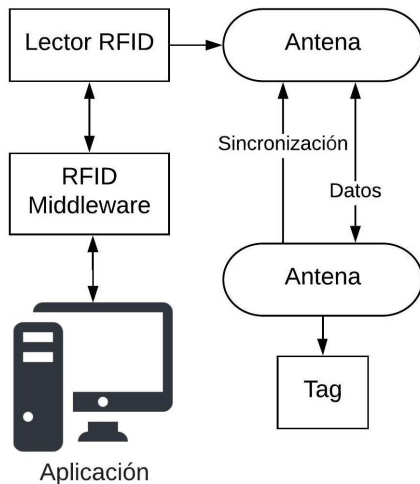 Lector RFID
Antena
Sincronización
RFID
Middleware
Datos
Antena
Tag
Aplicación